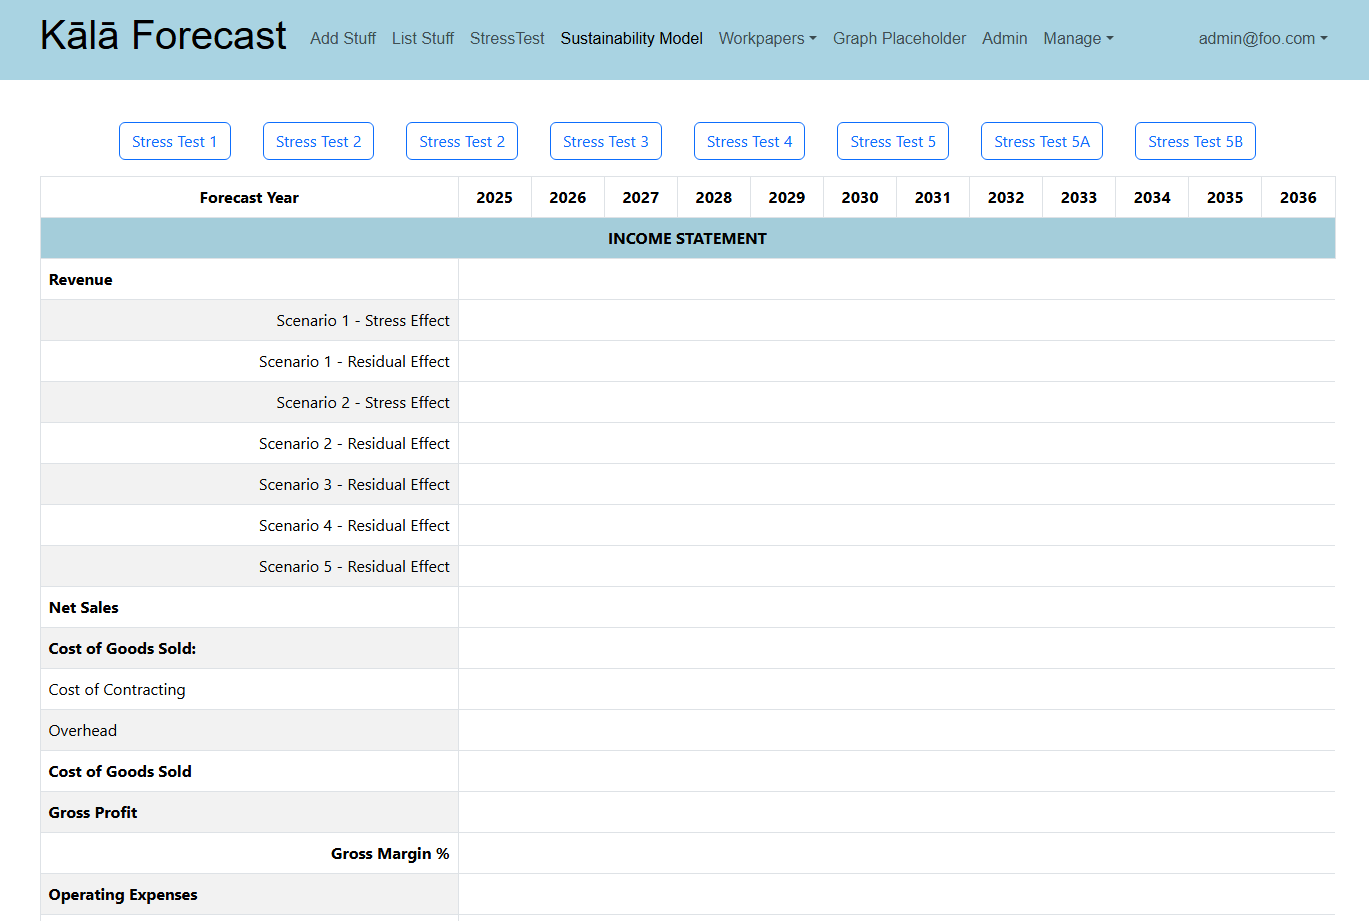 Kālā Forecast Add Stuff List Stuff StressTest Sustainability Model Workpapers Graph Placeholder Admin Manage admin@foo.com
Stress Test 1 Stress Test 2 Stress Test 2 Stress Test 3 Stress Test 4 Stress Test 5 Stress Test 5A Stress Test 5B
Forecast Year 2025 2026 2027 2028 2029 2030 2031 2032 2033 2034 2035 2036
INCOME STATEMENT
Revenue
Scenario 1 - Stress Effect
Scenario 1 - Residual Effect
Scenario 2 - Stress Effect
Scenario 2 - Residual Effect
Scenario 3 - Residual Effect
Scenario 4 - Residual Effect
Scenario 5 - Residual Effect
Net Sales
Cost of Goods Sold:
Cost of Contracting
Overhead
Cost of Goods Sold
Gross Profit
Gross Margin %
Operating Expenses